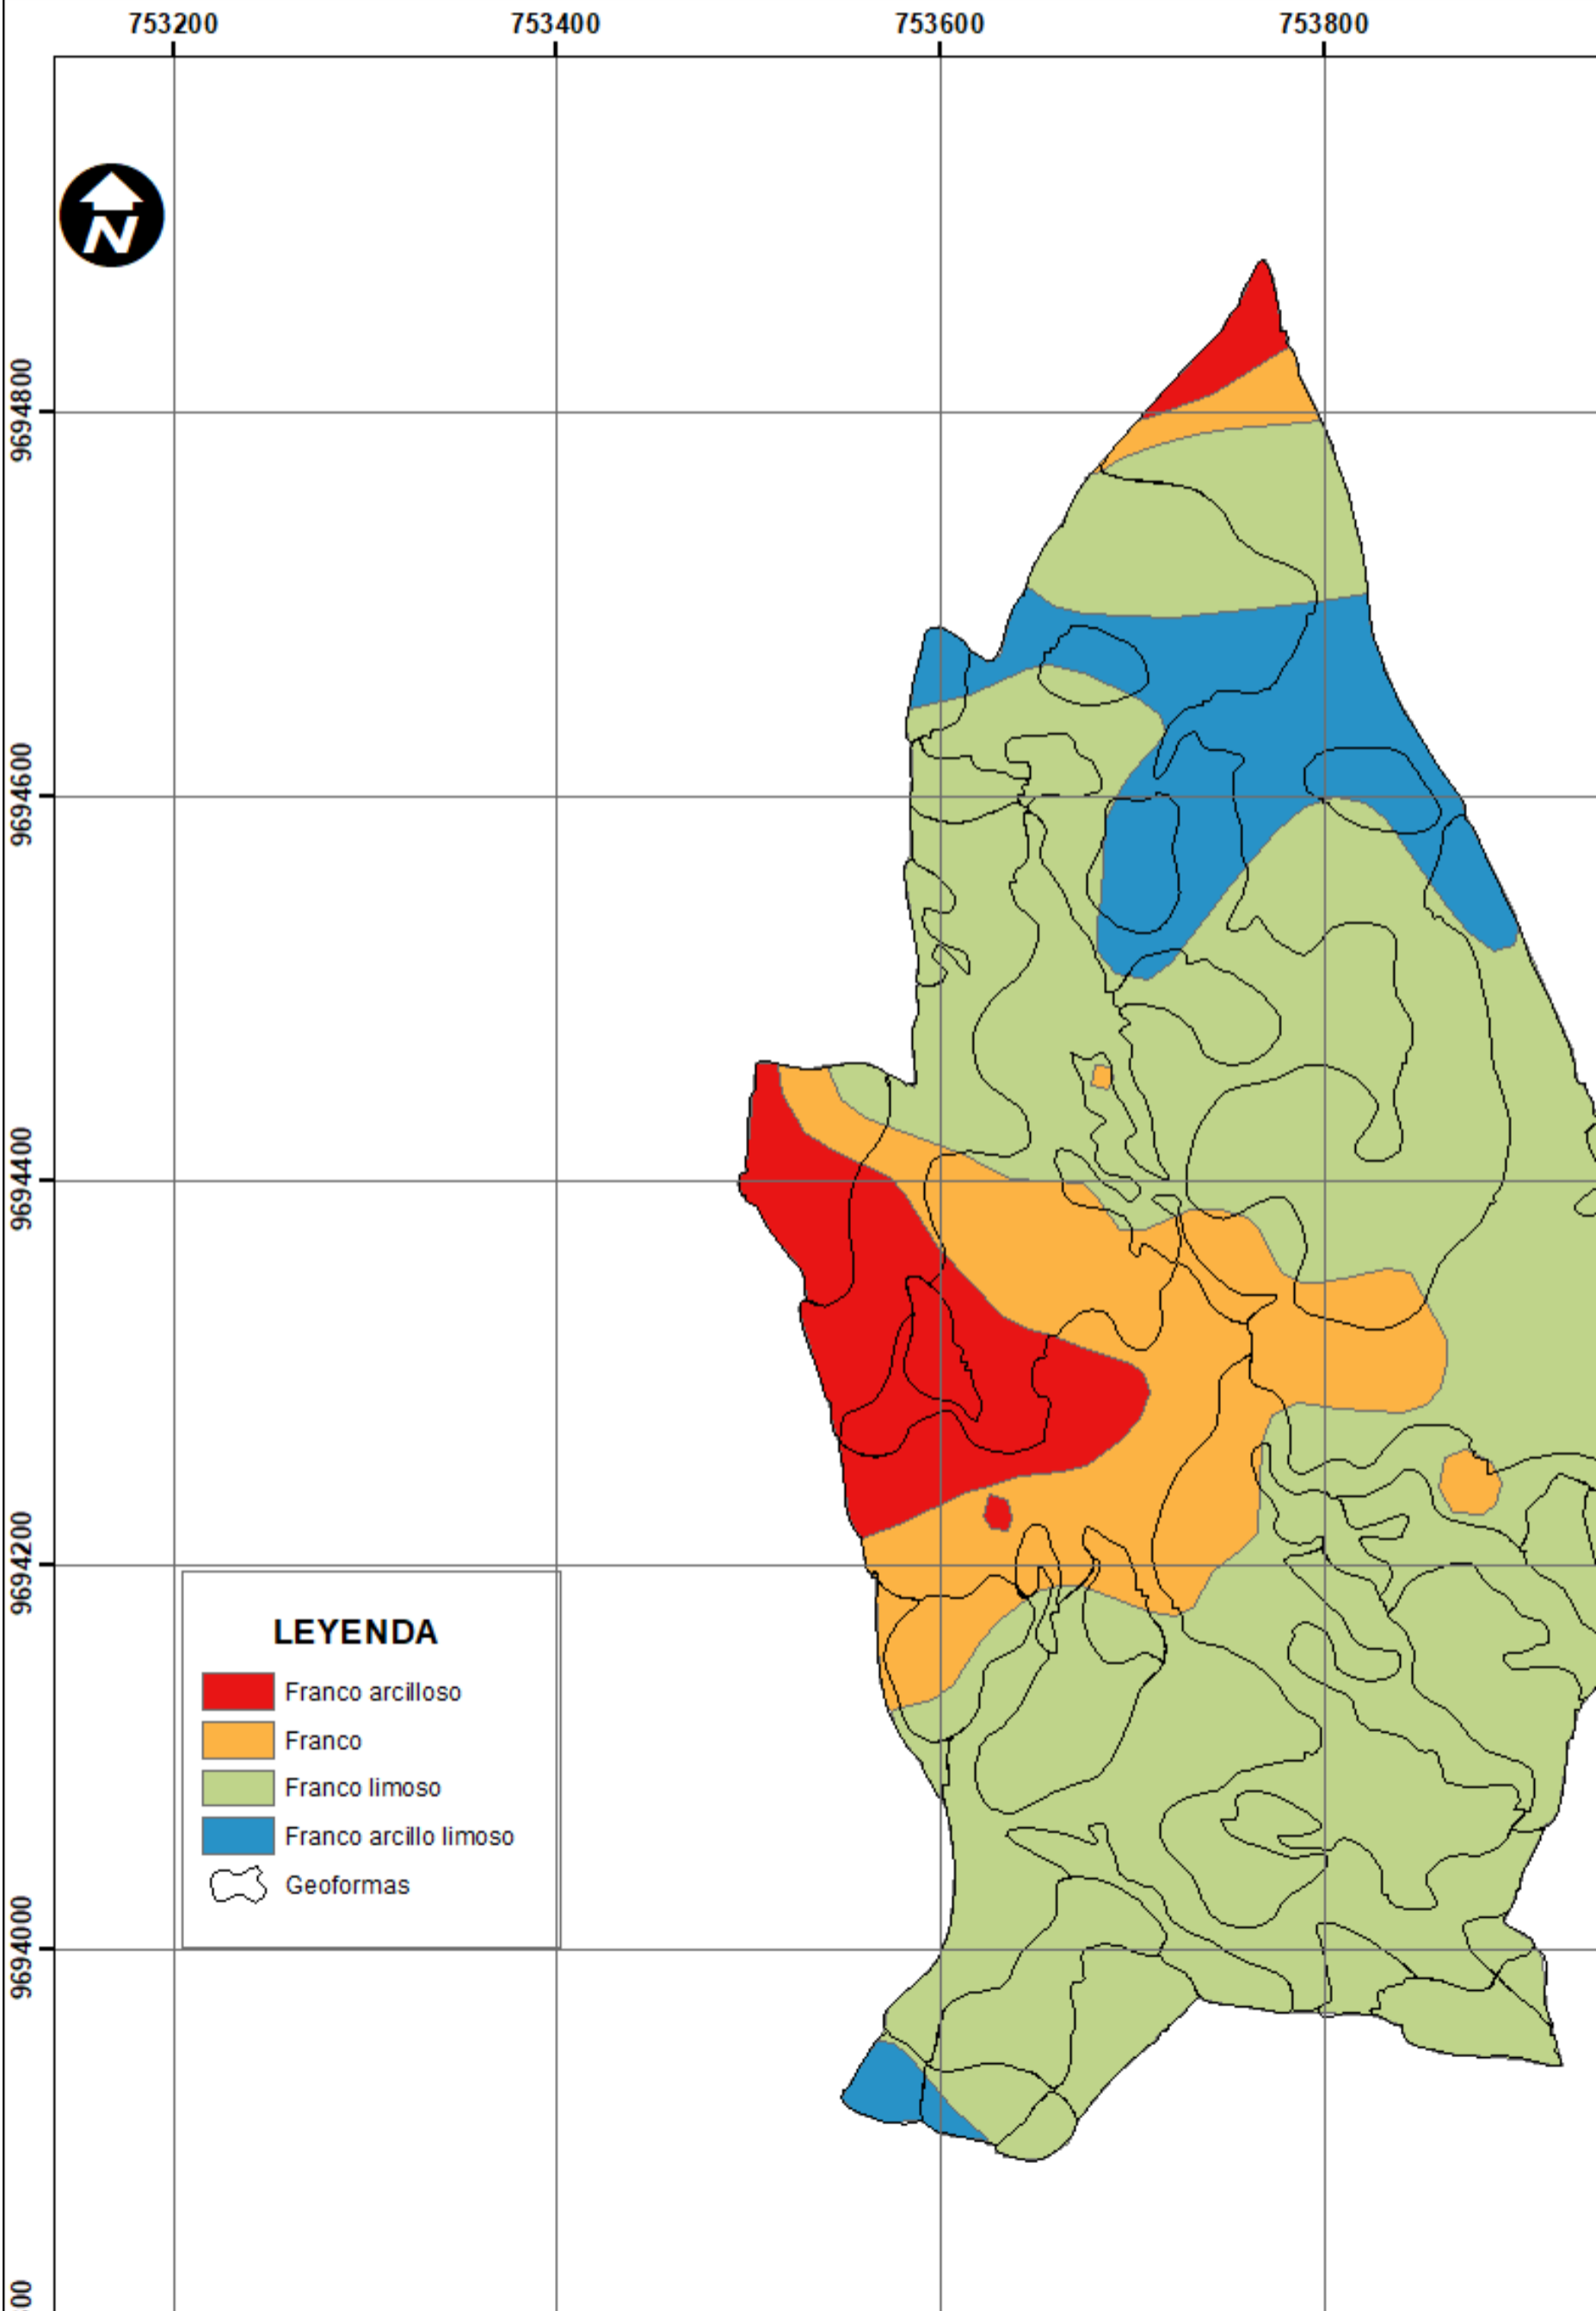 753200
753400
753600
753800
N
9694800
9694600
9694400
9694200
9694000
00
LEYENDA
Franco arcilloso
Franco
Franco limoso
Franco arcillo limoso
Geoformas